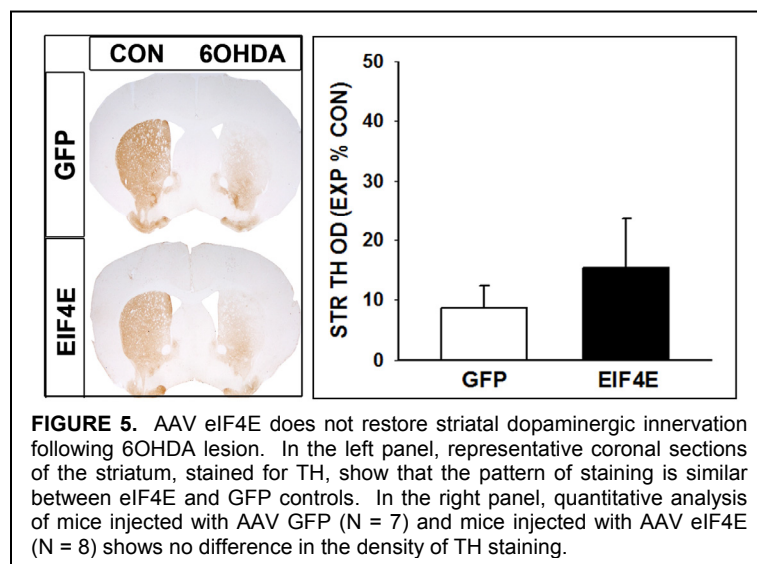 CON 6OHDA
GFP
EIF4E
STR TH OD (EXP % CON)
50
40
30
20
10
0
GFP EIF4E
FIGURE 5. AAV eIF4E does not restore striatal dopaminergic innervation
following 6OHDA lesion. In the left panel, representative coronal sections
of the striatum, stained for TH, show that the pattern of staining is similar
between eIF4E and GFP controls. In the right panel, quantitative analysis
of mice injected with AAV GFP (N = 7) and mice injected with AAV eIF4E
(N = 8) shows no difference in the density of TH staining.